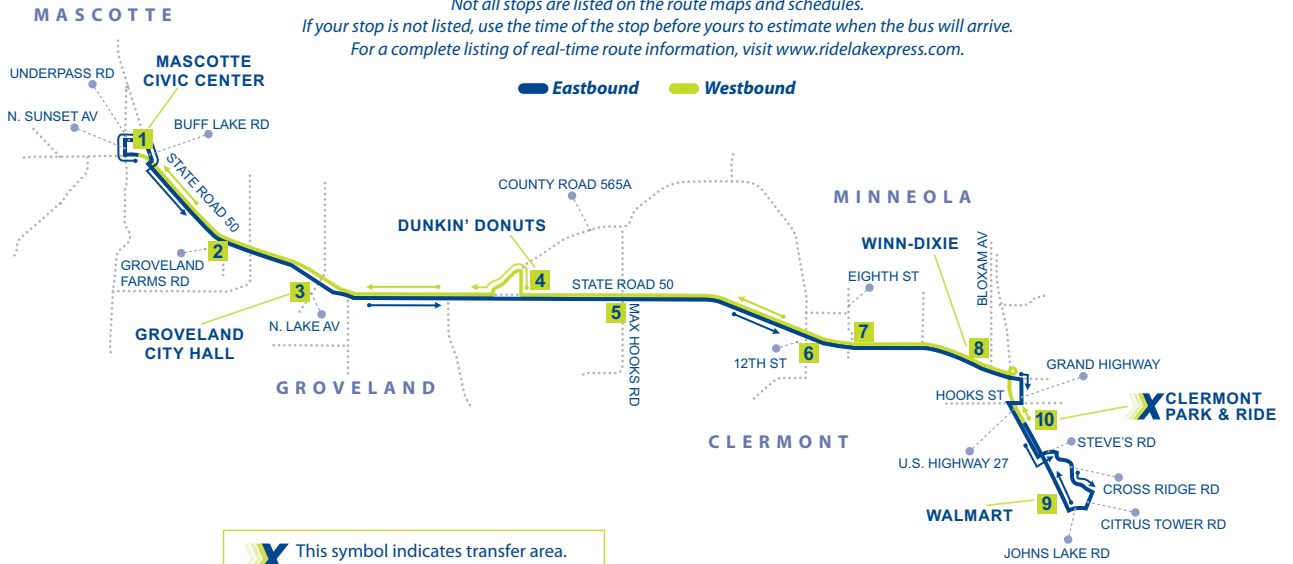 Not all stops are listed on the route maps and schedules.
If your stop is not listed, use the time of the stop before yours to estimate when the bus will arrive.
For a complete listing of real-time route information, visit www.ridelakexpress.com.
Eastbound Westbound
MASCOTTE
MASCOTTE
CIVIC CENTER
UNDERPASS RD
N. SUNSET AV
BUFF LAKE RD
1
STATE ROAD 50
2
GROVELAND
FARMS RD
3
N. LAKE AV
GROVELAND
CITY HALL
GROVELAND
COUNTY ROAD 565A
DUNKIN' DONUTS
4
STATE ROAD 50
5
MAX HOOKS RD
MINNEOLA
WINN-DIXIE
BLOXAM AV
EIGHTH ST
12TH ST
6
7
8
GRAND HIGHWAY
HOOKS ST
10
X CLERMONT
PARK & RIDE
CLERMONT
U.S. HIGHWAY 27
STEVE'S RD
CROSS RIDGE RD
9
WALMART
CITRUS TOWER RD
JOHNS LAKE RD
X This symbol indicates transfer area.